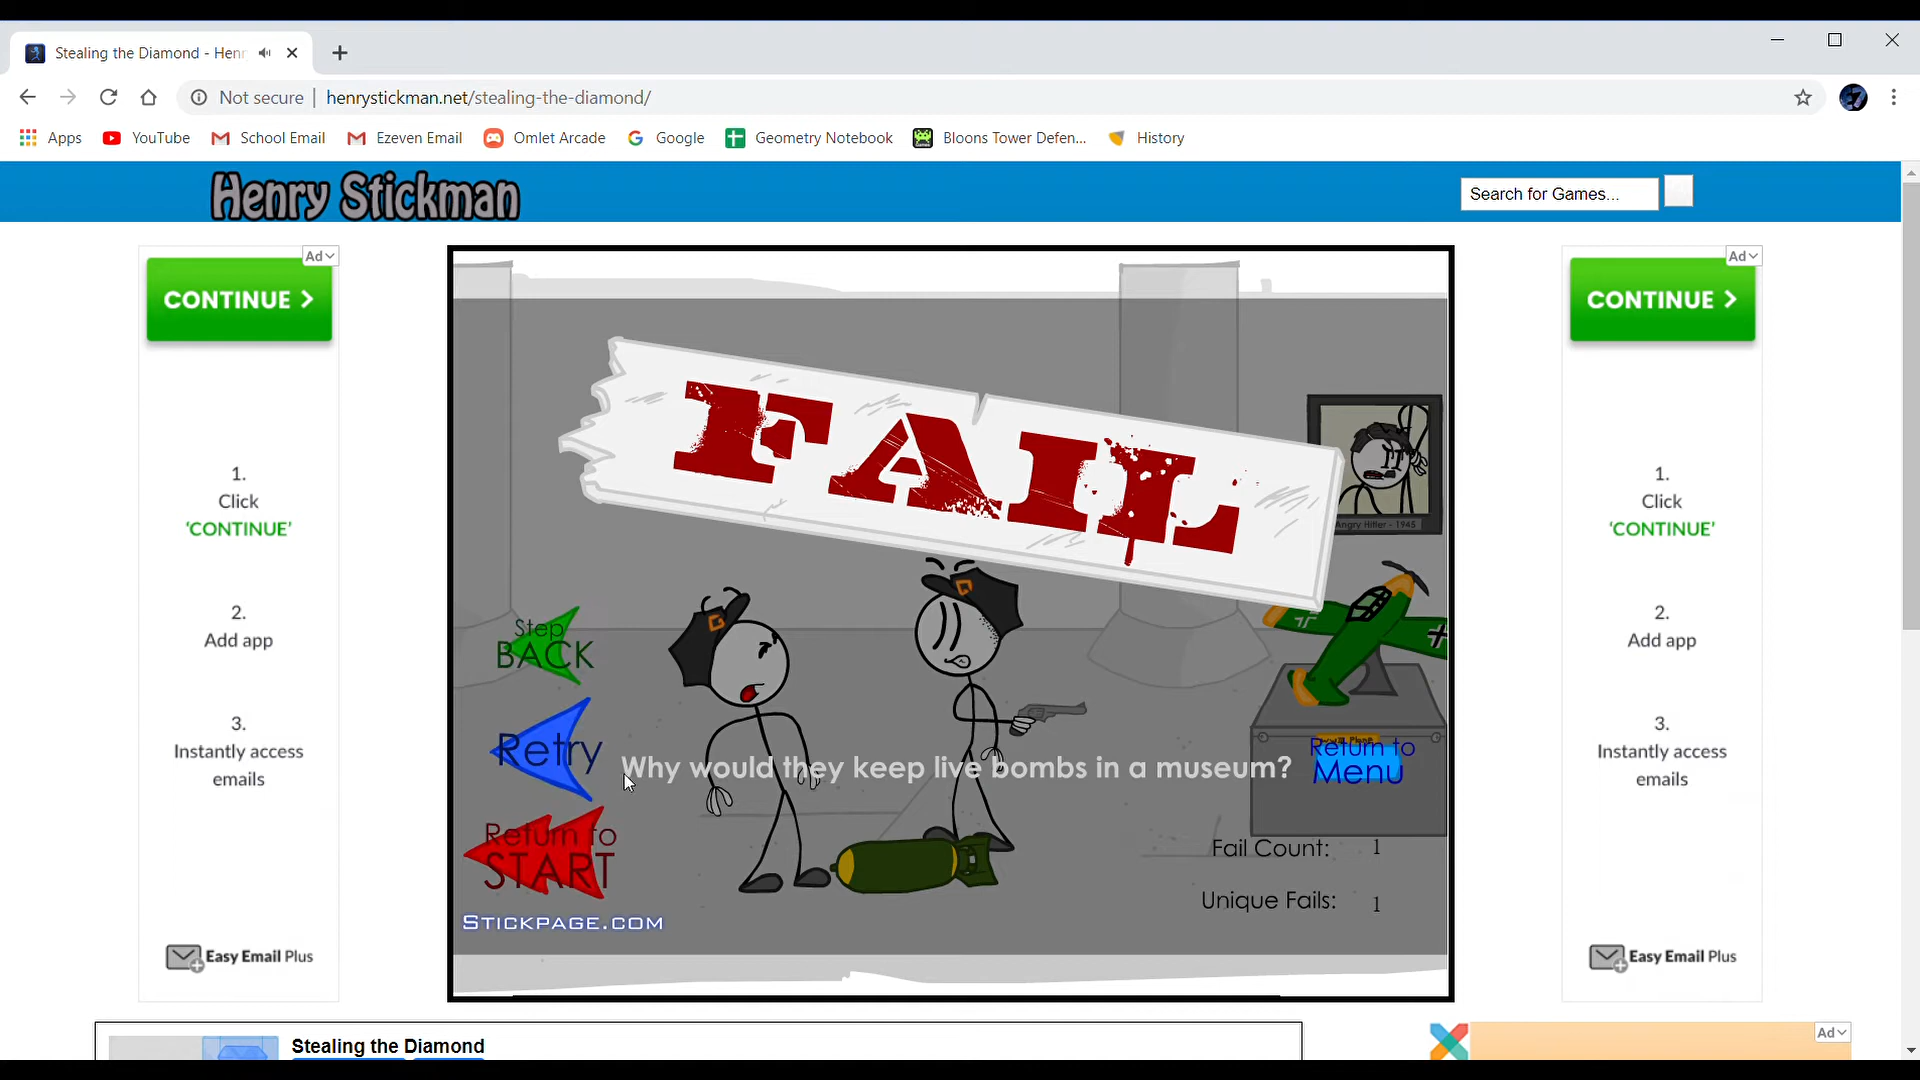 Stealing the Diamond - Henr
Not secure | henrystickman.net/stealing-the-diamond/
Apps YouTube School Email Ezeven Email Omlet Arcade Google Geometry Notebook Bloons Tower Defen... History
Henry Stickman
Search for Games...
Ad
CONTINUE >
1.
Click
'CONTINUE'
2.
Add app
3.
Instantly access
emails
Easy Email Plus
FAIL
Angry Hitler - 1945
Step
BACK
Retry
Why would they keep live bombs in a museum?
Return to
Menu
Return to
START
Fail Count: 1
Unique Fails: 1
STICKPAGE.COM
Ad
CONTINUE >
1.
Click
'CONTINUE'
2.
Add app
3.
Instantly access
emails
Easy Email Plus
Stealing the Diamond
Ad